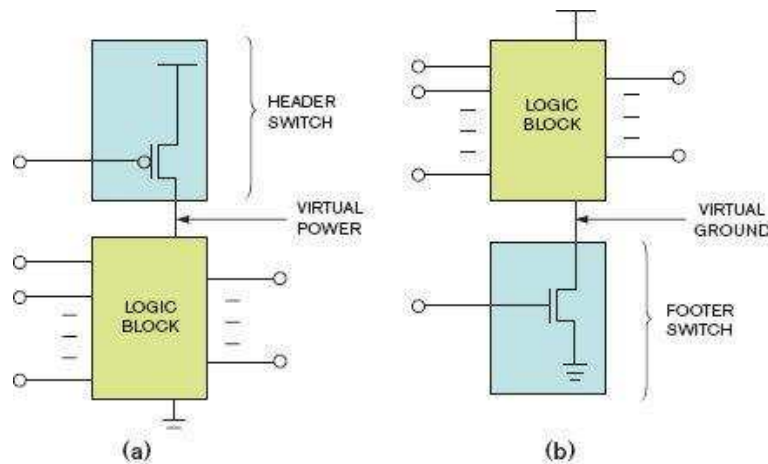 HEADER
SWITCH
VIRTUAL
POWER
LOGIC
BLOCK
(a)
LOGIC
BLOCK
VIRTUAL
GROUND
FOOTER
SWITCH
(b)